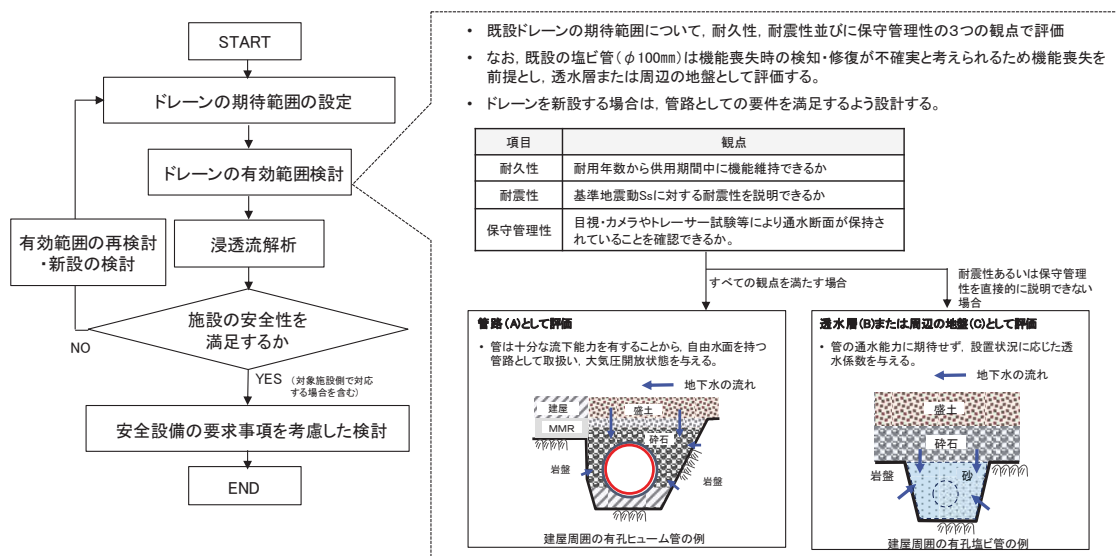 START
ドレーンの期待範囲の設定
ドレーンの有効範囲検討
浸透流解析
有効範囲の再検討
・新設の検討
施設の安全性を
満足するか
NO
YES (対象施設側で対応
する場合を含む)
安全設備の要求事項を考慮した検討
END
・ 既設ドレーンの期待範囲について，耐久性，耐震性並びに保守管理性の3つの観点で評価
・ なお，既設の塩ビ管（φ100㎜）は機能喪失時の検知・修復が不確実と考えられるため機能喪失を
前提とし，透水層または周辺の地盤として評価する。
・ ドレーンを新設する場合は，管路としての要件を満足するよう設計する。
項目 観点
耐久性 耐用年数から供用期間中に機能維持できるか
耐震性 基準地震動Ssに対する耐震性を説明できるか
保守管理性 目視・カメラやトレーサー試験等により通水断面が保持
されていることを確認できるか。
すべての観点を満たす場合
耐震性あるいは保守管理
性を直接的に説明できない
場合
管路(A)として評価
・ 管は十分な流下能力を有することから，自由水面を持つ
管路として取扱い，大気圧開放状態を与える。
地下水の流れ
建屋
盛土
MMR
砕石
岩盤
岩盤
建屋周囲の有孔ヒューム管の例
透水層(B)または周辺の地盤(C)として評価
・ 管の通水能力に期待せず，設置状況に応じた透
水係数を与える。
地下水の流れ
盛土
砕石
岩盤
砂
建屋周囲の有孔塩ビ管の例